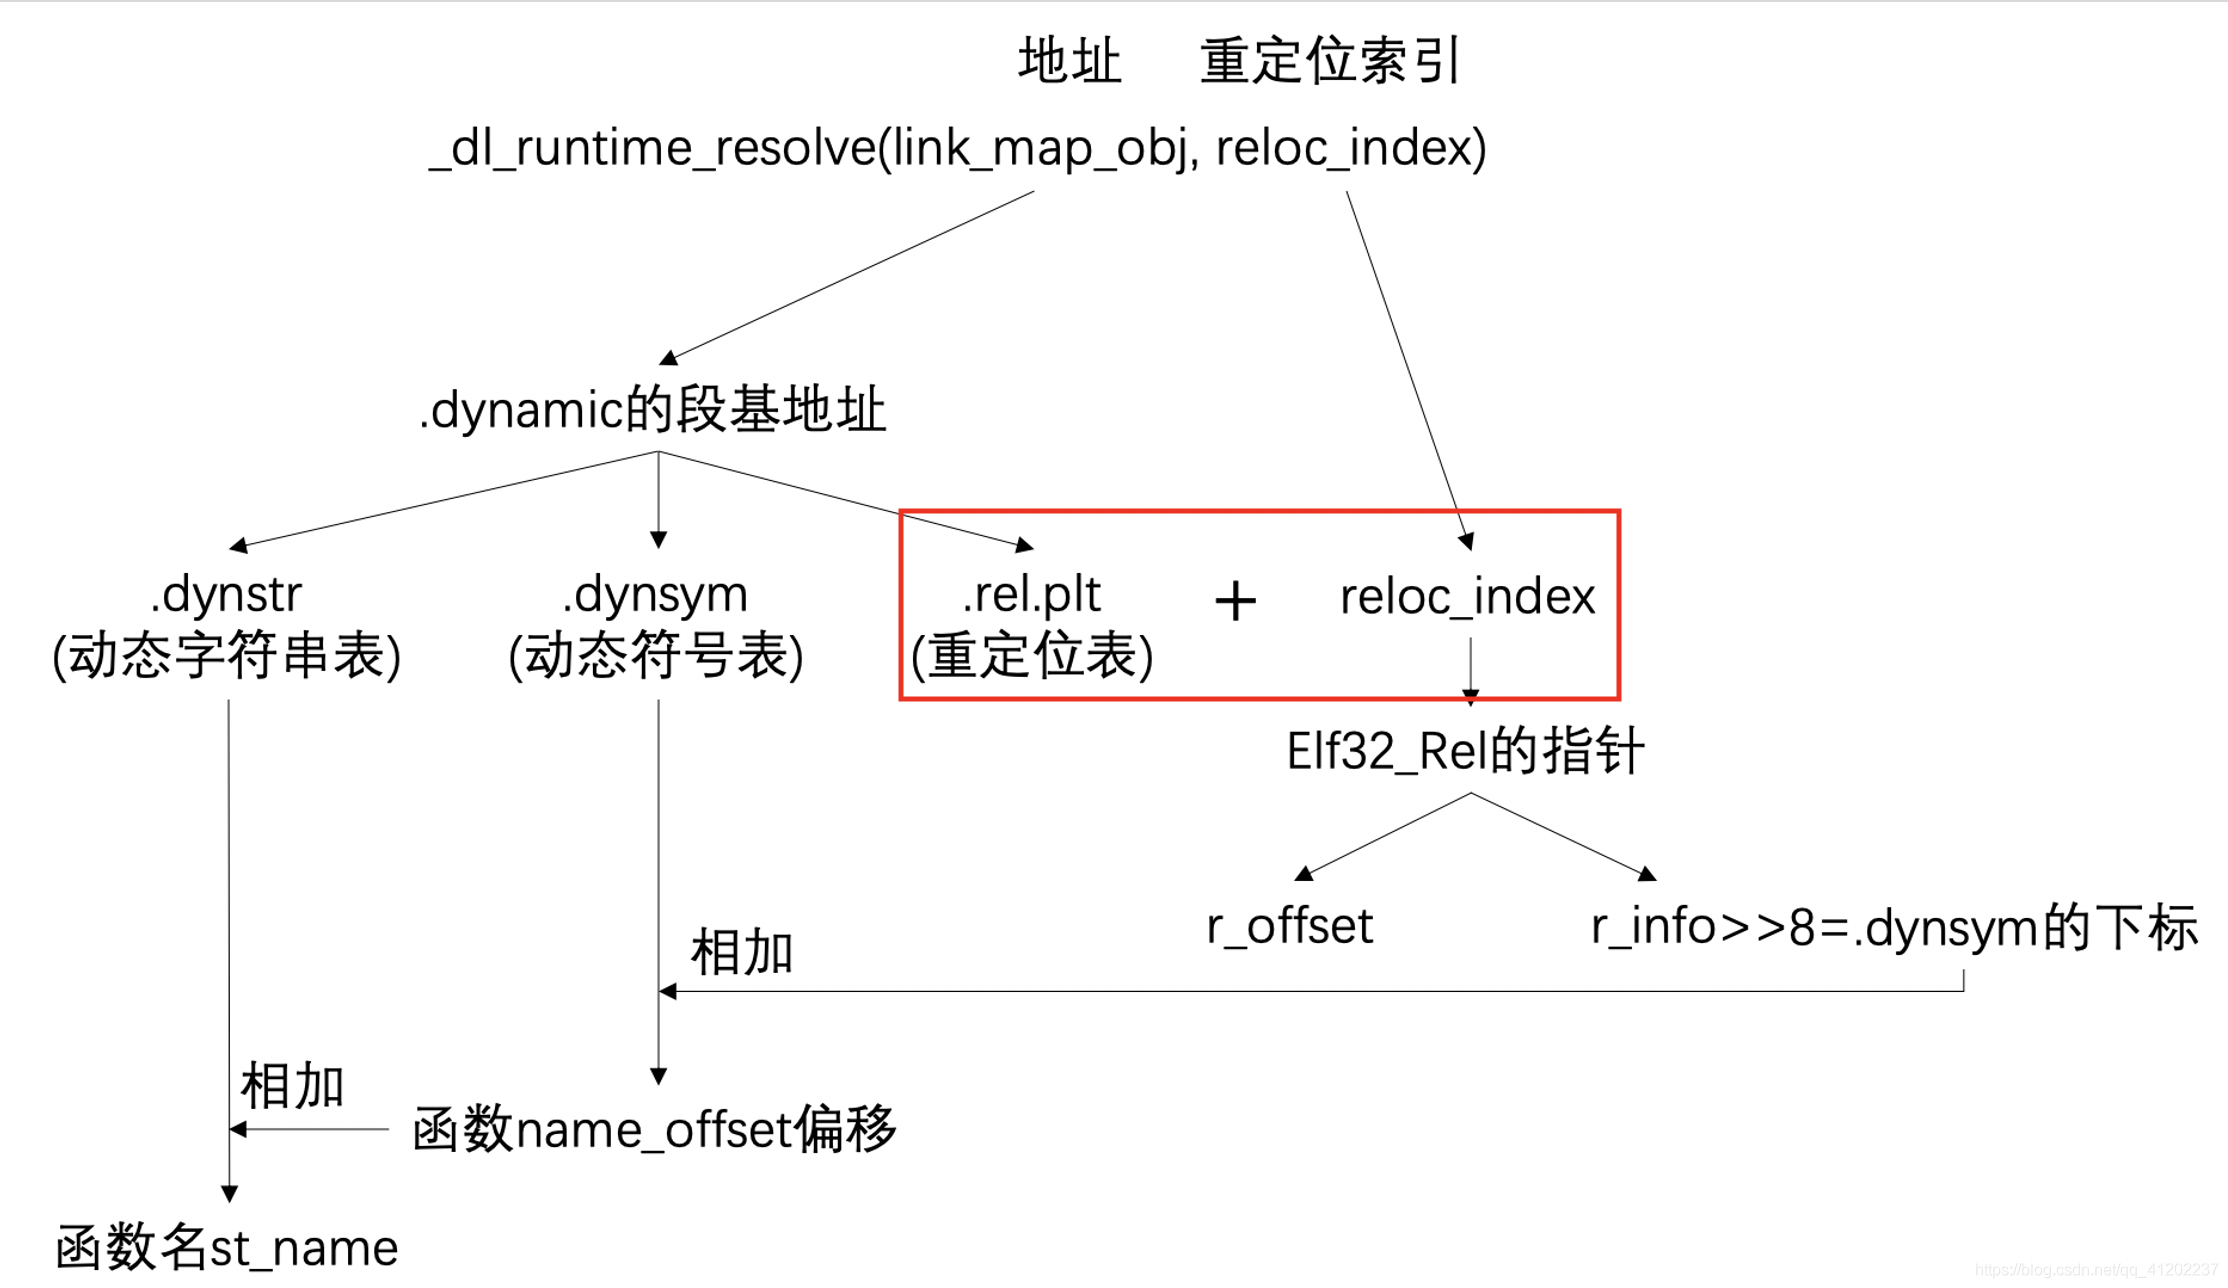 地址 重定位索引
_dl_runtime_resolve(link_map_obj, reloc_index)
.dynamic的段基地址
.dynstr
(动态字符串表)
.dynsym
(动态符号表)
.rel.plt
(重定位表)
+
reloc_index
Elf32_Rel的指针
r_offset
r_info>>8=.dynsym的下标
相加
相加
函数name_offset偏移
函数名st_name
https://blog.csdn.net/qq_41202237